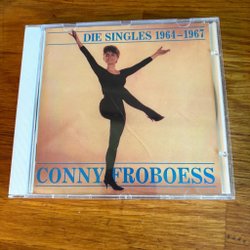 DIE SINGLES 1964-1967
CONNY FROBOESS